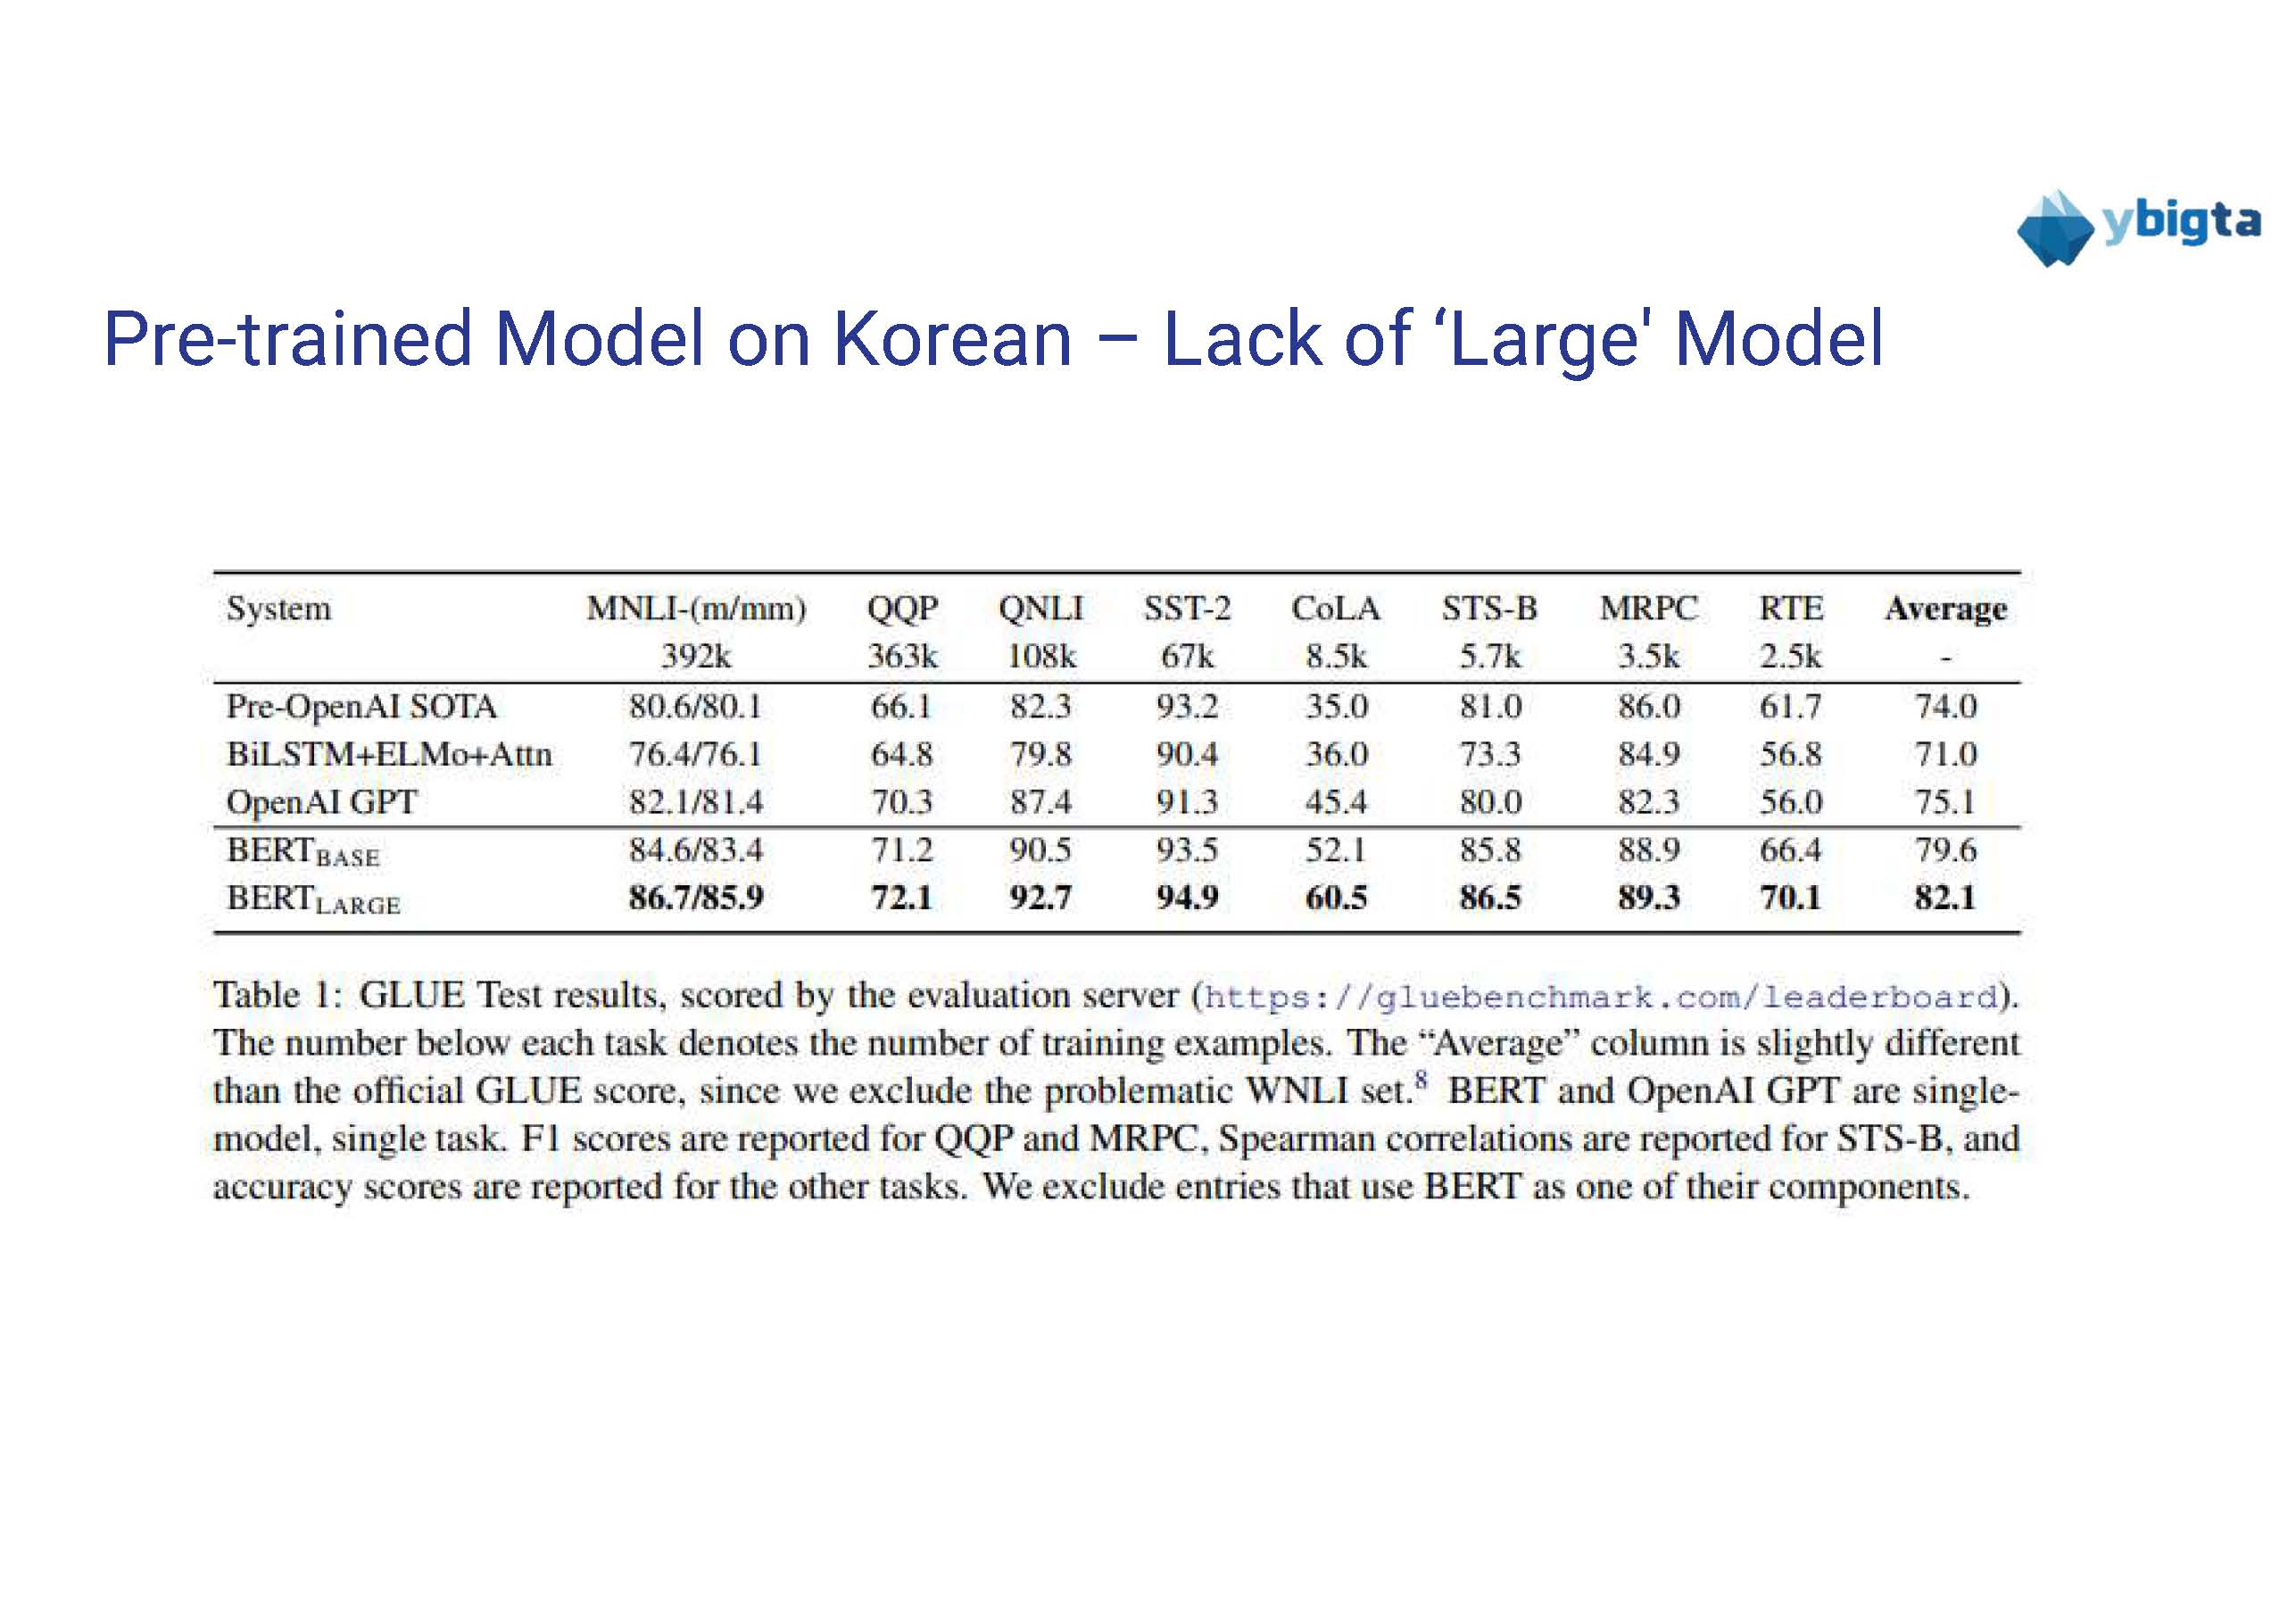 ybigta
Pre-trained Model on Korean – Lack of ‘Large' Model
System MNLI-(m/mm) QQP QNLI SST-2 CoLA STS-B MRPC RTE Average
392k 363k 108k 67k 8.5k 5.7k 3.5k 2.5k -
Pre-OpenAI SOTA 80.6/80.1 66.1 82.3 93.2 35.0 81.0 86.0 61.7 74.0
BiLSTM+ELMo+Attn 76.4/76.1 64.8 79.8 90.4 36.0 73.3 84.9 56.8 71.0
OpenAI GPT 82.1/81.4 70.3 87.4 91.3 45.4 80.0 82.3 56.0 75.1
BERTBASE 84.6/83.4 71.2 90.5 93.5 52.1 85.8 88.9 66.4 79.6
BERTLARGE 86.7/85.9 72.1 92.7 94.9 60.5 86.5 89.3 70.1 82.1
Table 1: GLUE Test results, scored by the evaluation server (https://gluebenchmark.com/leaderboard).
The number below each task denotes the number of training examples. The “Average” column is slightly different
than the official GLUE score, since we exclude the problematic WNLI set.8 BERT and OpenAI GPT are single-
model, single task. F1 scores are reported for QQP and MRPC, Spearman correlations are reported for STS-B, and
accuracy scores are reported for the other tasks. We exclude entries that use BERT as one of their components.